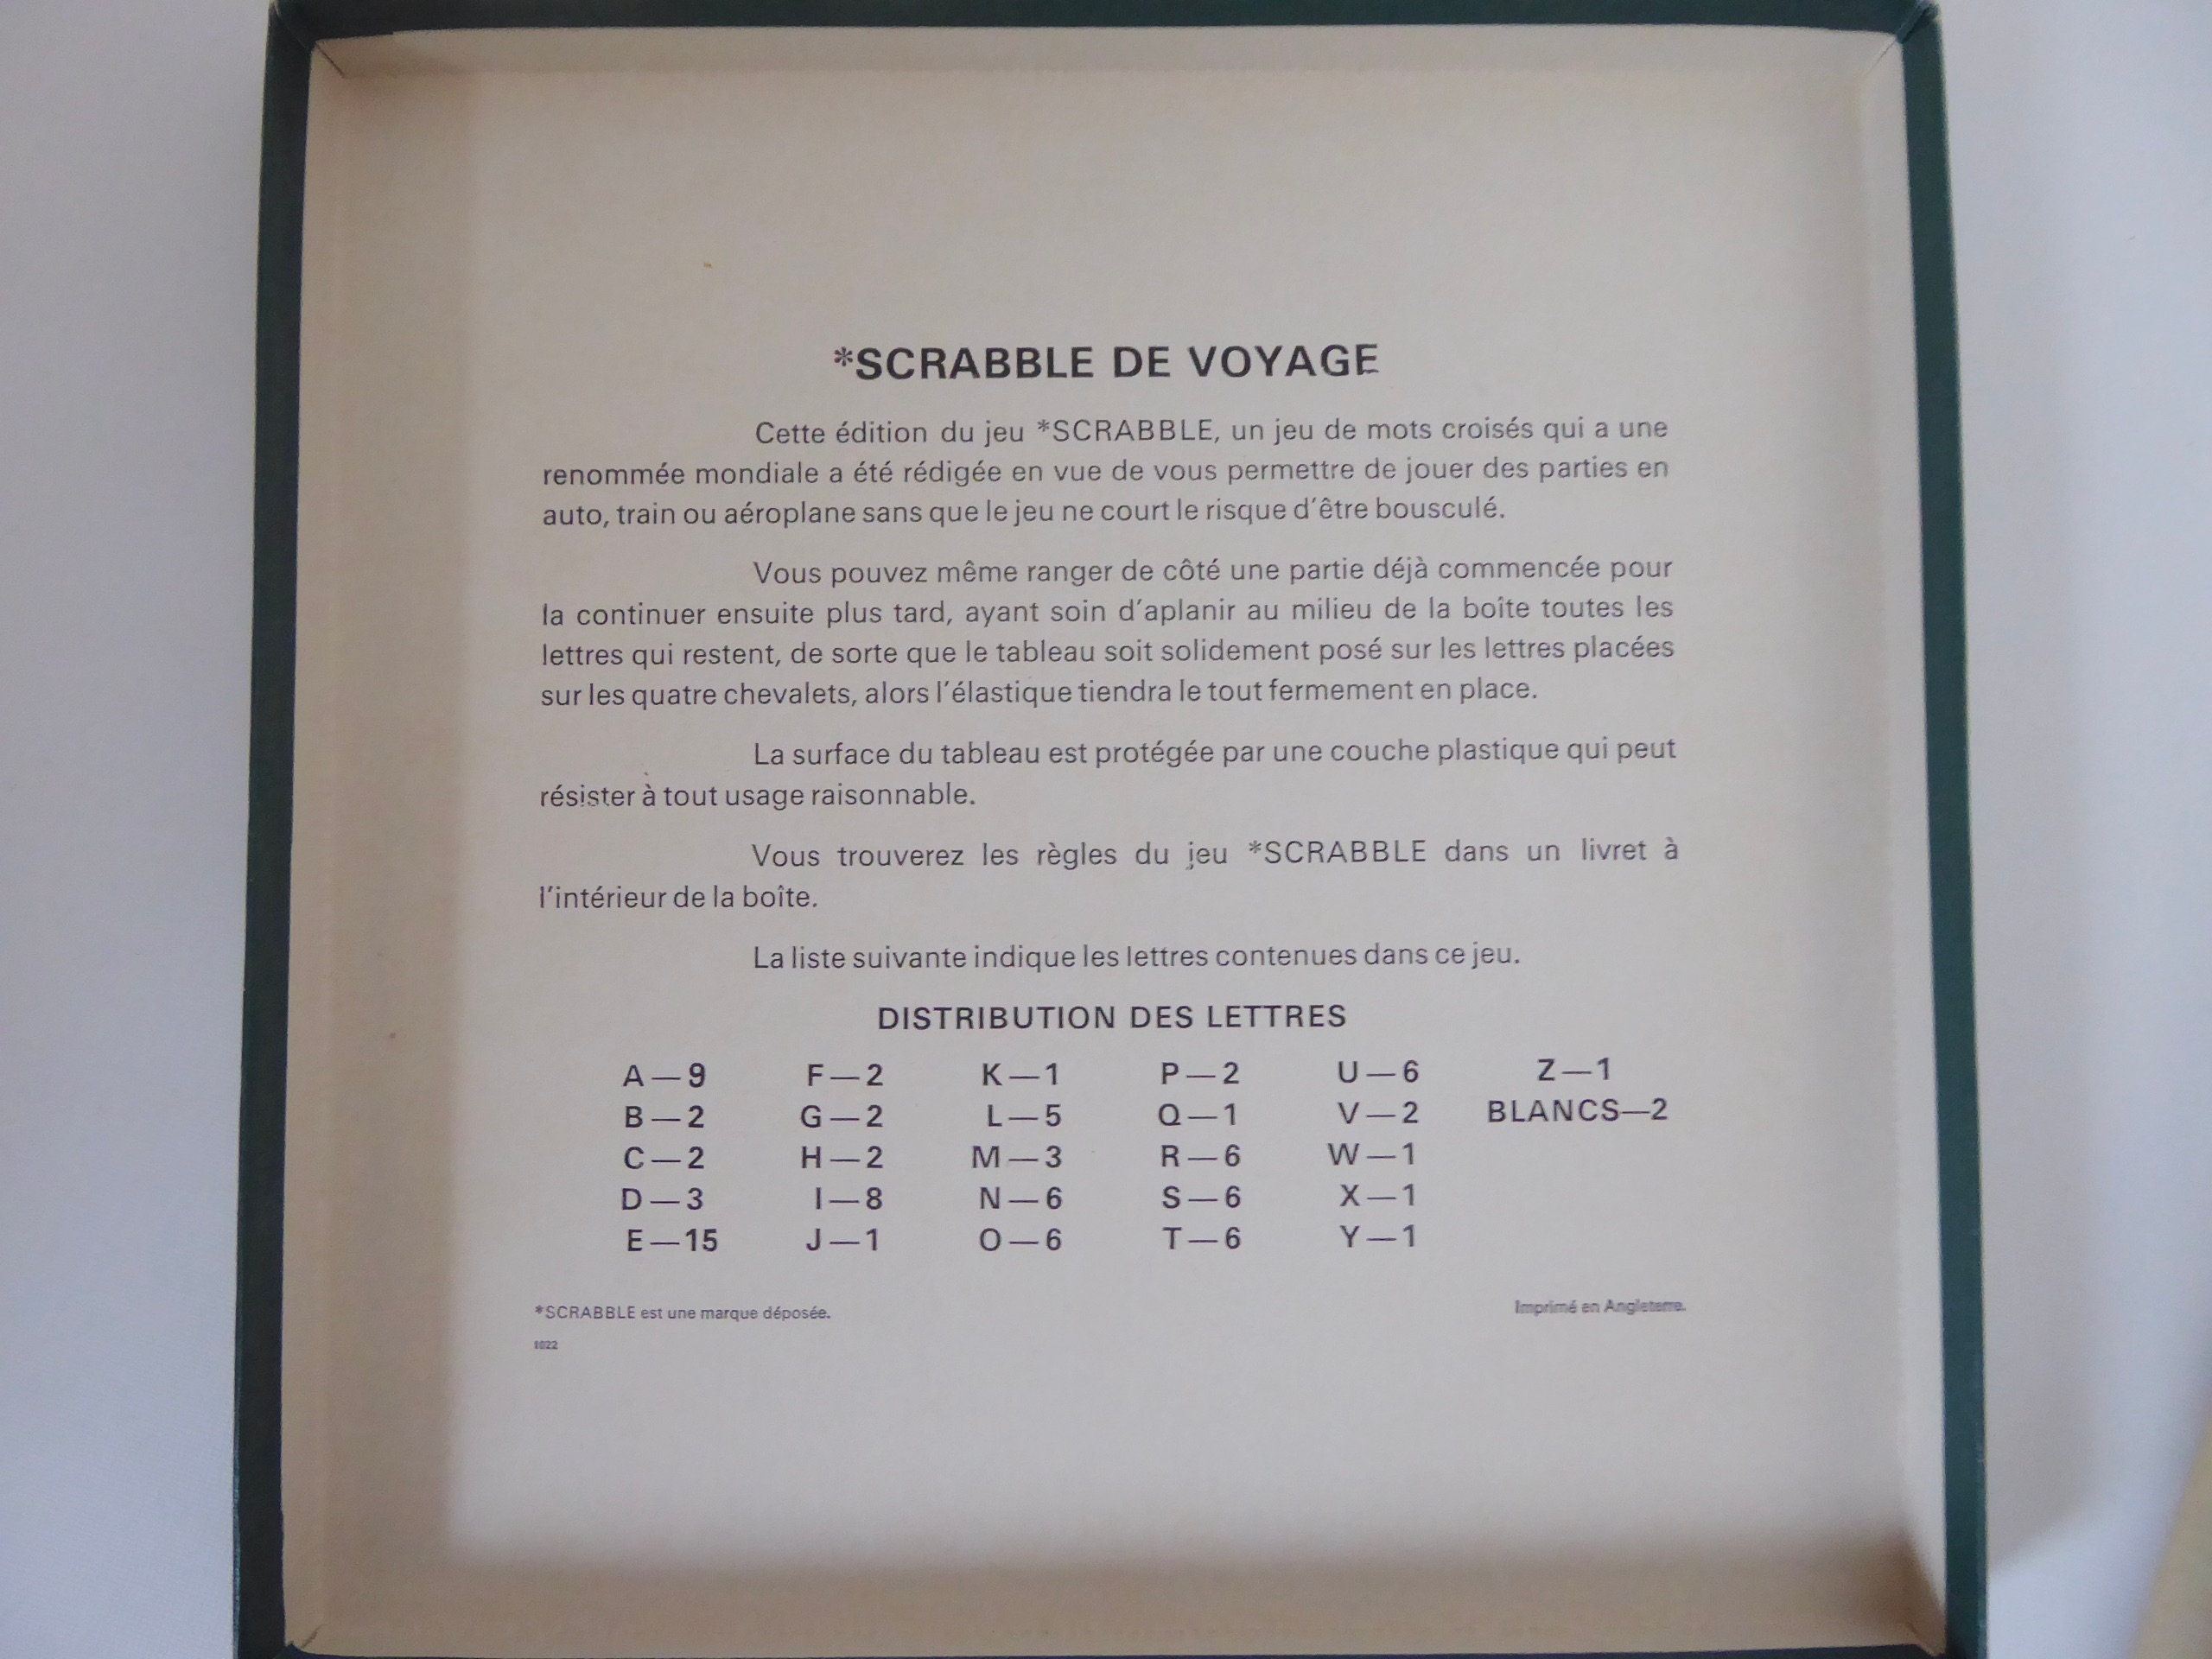 *SCRABBLE DE VOYAGE
Cette édition du jeu *SCRABBLE, un jeu de mots croisés qui a une
renommée mondiale a été rédigée en vue de vous permettre de jouer des parties en
auto, train ou aéroplane sans que le jeu ne court le risque d'être bousculé.
Vous pouvez même ranger de côté une partie déjà commencée pour
la continuer ensuite plus tard, ayant soin d'aplanir au milieu de la boîte toutes les
lettres qui restent, de sorte que le tableau soit solidement posé sur les lettres placées
sur les quatre chevalets, alors l'élastique tiendra le tout fermement en place.
La surface du tableau est protégée par une couche plastique qui peut
résister à tout usage raisonnable.
Vous trouverez les règles du jeu *SCRABBLE dans un livret à
l'intérieur de la boîte.
La liste suivante indique les lettres contenues dans ce jeu.
DISTRIBUTION DES LETTRES
A—9 F—2 K—1 P—2 U—6 Z—1
B—2 G—2 L—5 Q—1 V—2 BLANCS—2
C—2 H—2 M—3 R—6 W—1
D—3 I—8 N—6 S—6 X—1
E—15 J—1 O—6 T—6 Y—1
*SCRABBLE est une marque déposée. Imprimé en Angleterre.
1022